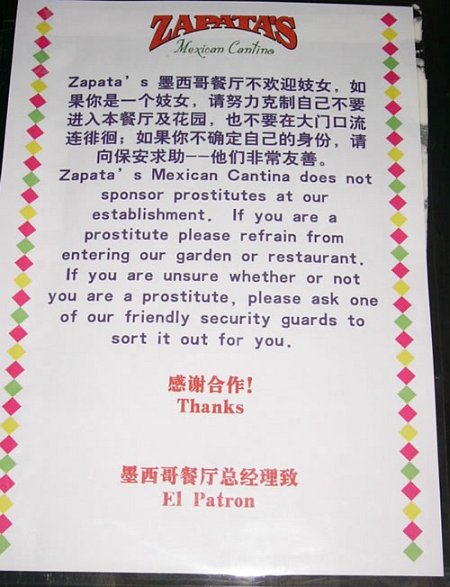 ZAPATA'S
Mexican Cantina
Zapata's 墨西哥餐厅不欢迎妓女，如
果你是一个妓女，请努力克制自己不要
进入本餐厅及花园，也不要在大门口流
连徘徊；如果你不确定自己的身份，请
向保安求助--他们非常友善。
Zapata's Mexican Cantina does not
sponsor prostitutes at our
establishment. If you are a
prostitute please refrain from
entering our garden or restaurant.
If you are unsure whether or not
you are a prostitute, please ask one
of our friendly security guards to
sort it out for you.
感谢合作！
Thanks
墨西哥餐厅总经理致
El Patron